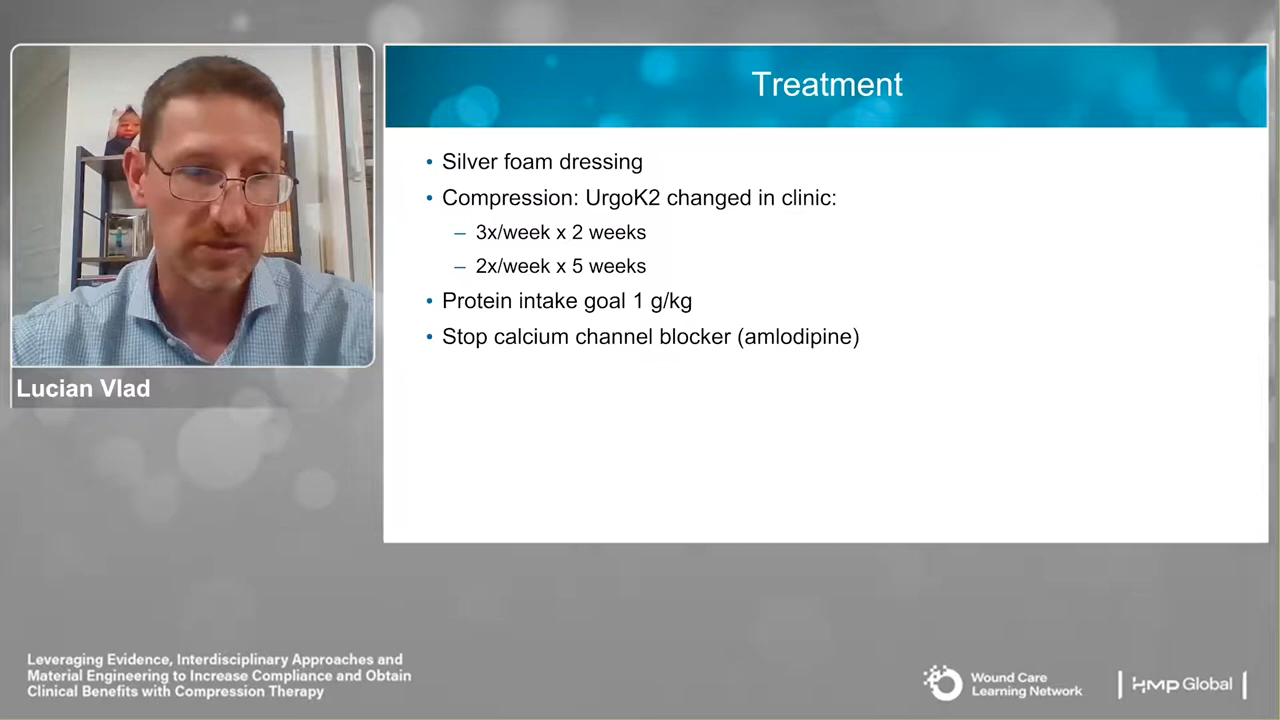 Treatment
• Silver foam dressing
• Compression: UrgoK2 changed in clinic:
– 3x/week x 2 weeks
– 2x/week x 5 weeks
• Protein intake goal 1 g/kg
• Stop calcium channel blocker (amlodipine)
Lucian Vlad
Leveraging Evidence, Interdisciplinary Approaches and
Material Engineering to Increase Compliance and Obtain
Clinical Benefits with Compression Therapy
Wound Care
Learning Network
HMP Global